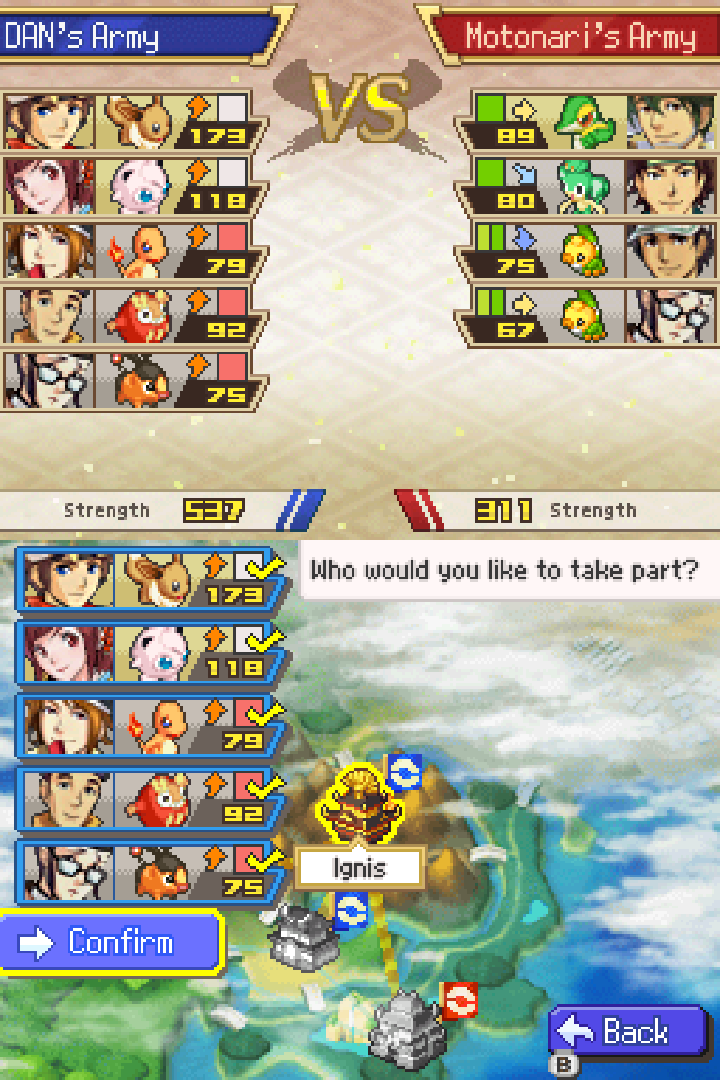 DAN's Army
Motonari's Army
VS
173
89
118
80
79
75
92
67
75
Strength 537
311 Strength
Who would you like to take part?
173
118
79
92
75
Ignis
Confirm
Back
B